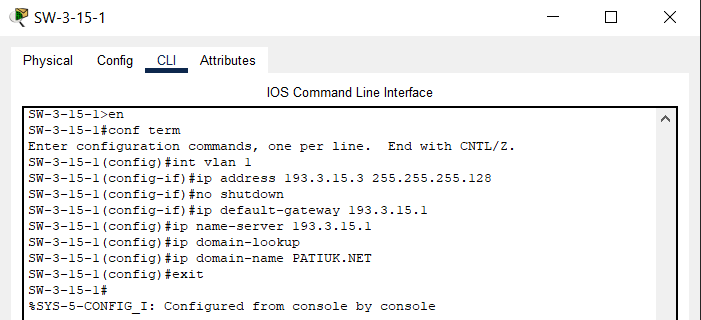 SW-3-15-1
Physical Config CLI Attributes
IOS Command Line Interface
SW-3-15-1>en
SW-3-15-1#conf term
Enter configuration commands, one per line.  End with CNTL/Z.
SW-3-15-1(config)#int vlan 1
SW-3-15-1(config-if)#ip address 193.3.15.3 255.255.255.128
SW-3-15-1(config-if)#no shutdown
SW-3-15-1(config-if)#ip default-gateway 193.3.15.1
SW-3-15-1(config)#ip name-server 193.3.15.1
SW-3-15-1(config)#ip domain-lookup
SW-3-15-1(config)#ip domain-name PATIUK.NET
SW-3-15-1(config)#exit
SW-3-15-1#
%SYS-5-CONFIG_I: Configured from console by console